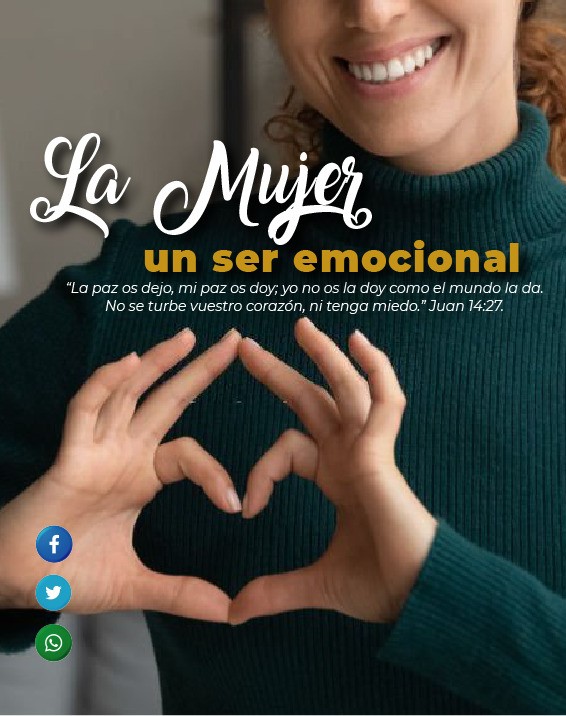 La Mujer
un ser emocional
“La paz os dejo, mi paz os doy; yo no os la doy como el mundo la da.
No se turbe vuestro corazón, ni tenga miedo.” Juan 14:27.